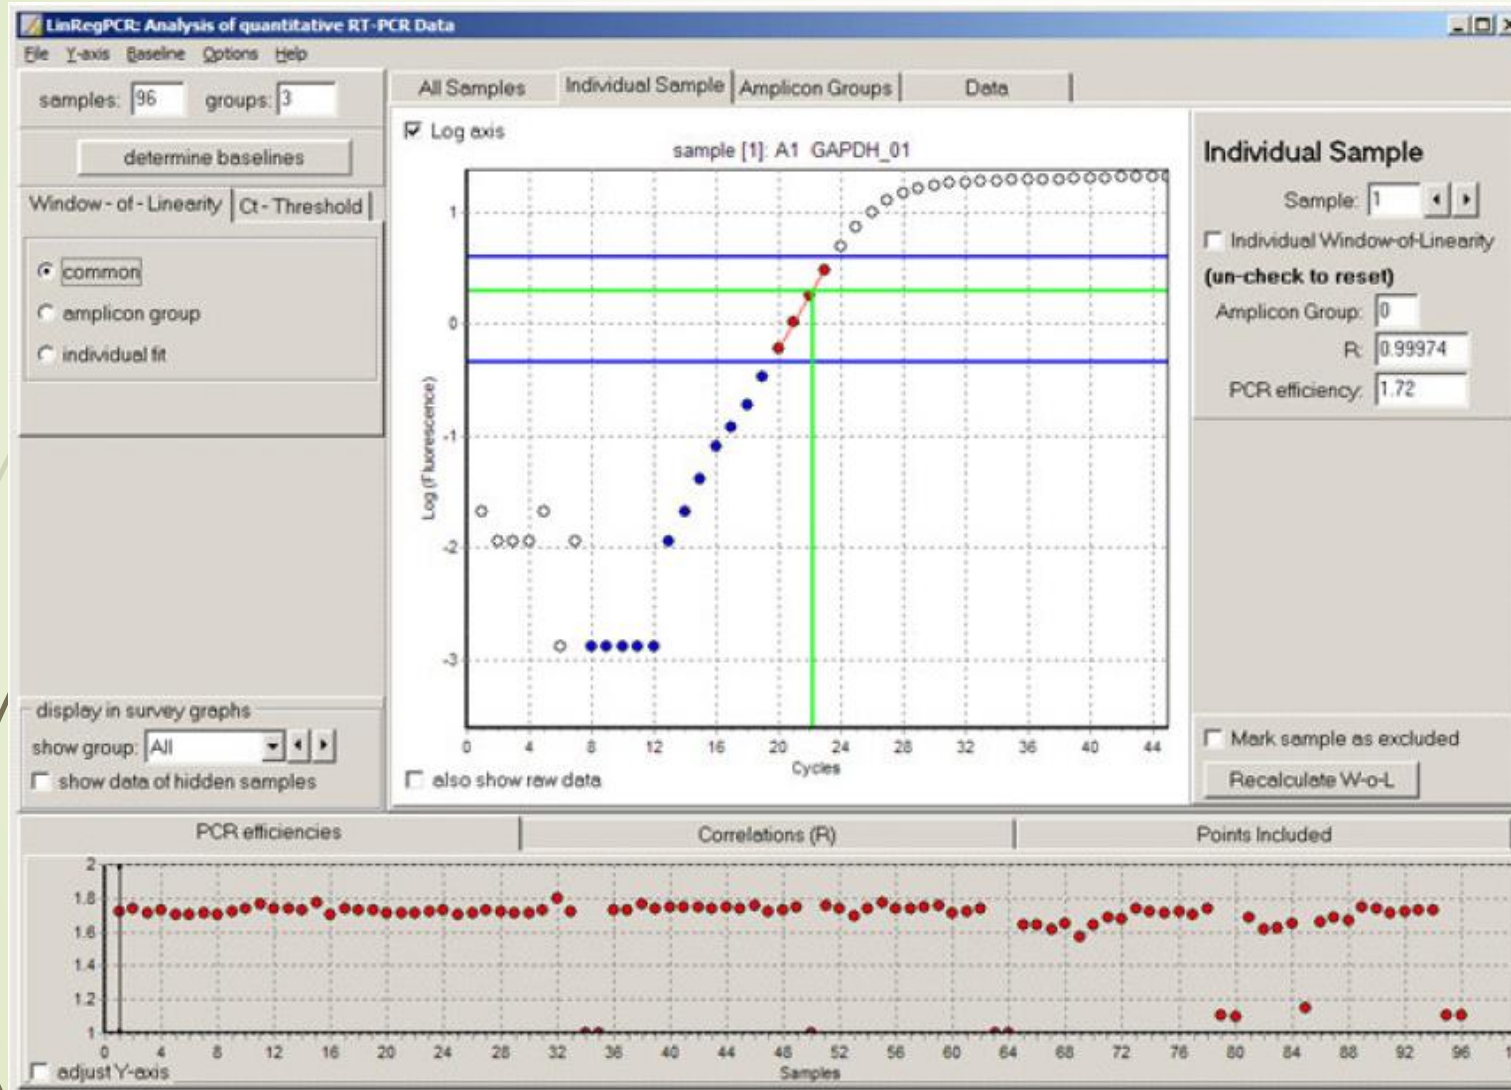 LinRegPCR: Analysis of quantitative RT-PCR Data
File Y-axis Baseline Options Help
samples: 96 groups: 3
determine baselines
Window - of - Linearity Ct - Threshold
common
amplicon group
individual fit
display in survey graphs
show group: All
show data of hidden samples
All Samples Individual Sample Amplicon Groups Data
Log axis
sample [1]: A1 GAPDH_01
Log (Fluorescence)
1
0
-1
-2
-3
0 4 8 12 16 20 24 28 32 36 40 44
Cycles
also show raw data
Individual Sample
Sample: 1
Individual Window-of-Linearity
(un-check to reset)
Amplicon Group: 0
R: 0.99974
PCR efficiency: 1.72
Mark sample as excluded
Recalculate W-o-L
PCR efficiencies Correlations (R) Points Included
2
1.8
1.6
1.4
1.2
1
0 4 8 12 16 20 24 28 32 36 40 44 48 52 56 60 64 68 72 76 80 84 88 92 96
Samples
adjust Y-axis